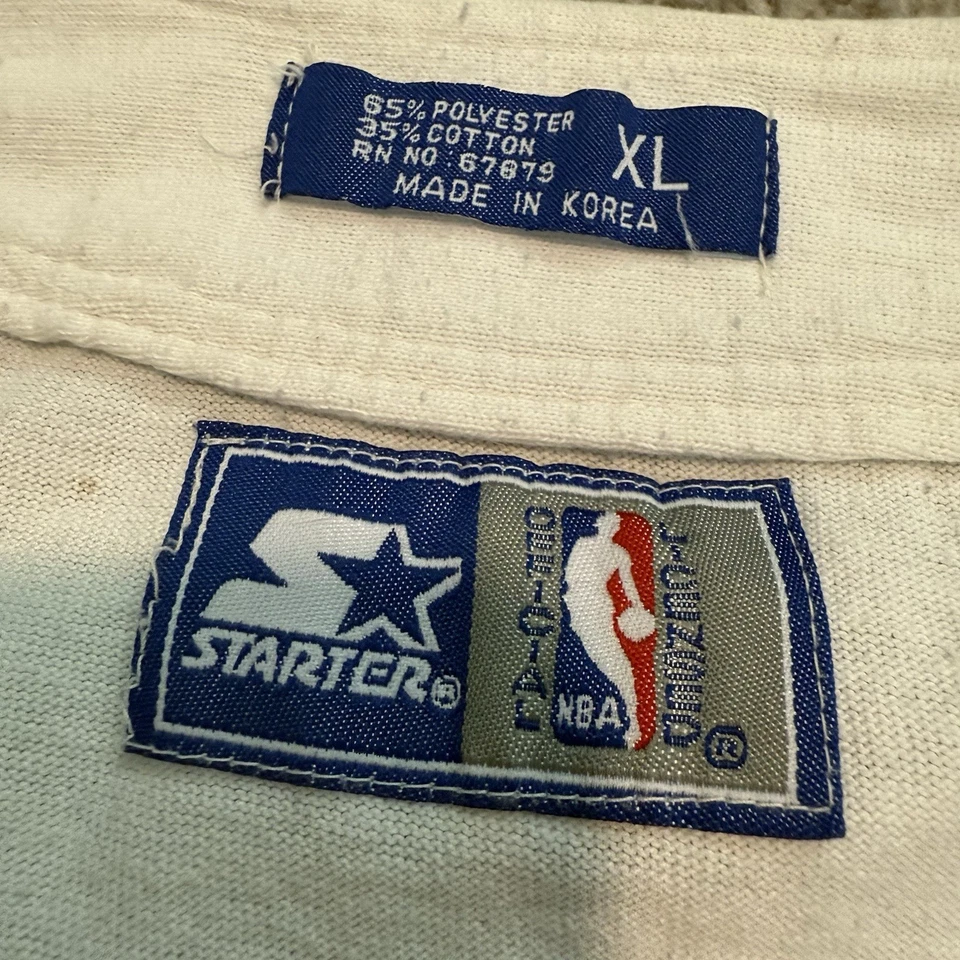 65% POLYESTER
35% COTTON
RN NO : 67879
MADE IN KOREA
XL
STARTER®
OFFICIAL
NBA
LICENSED
®